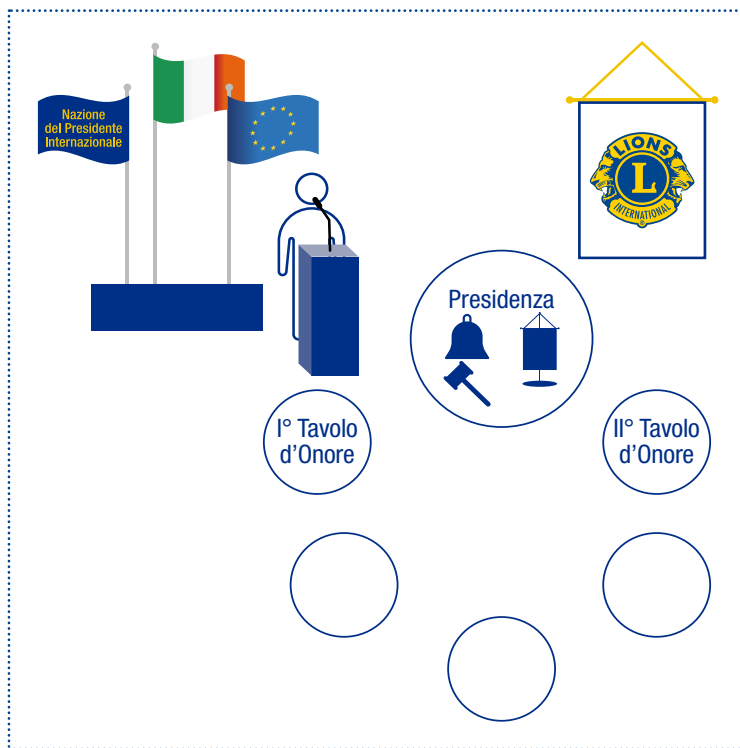 Nazione
del Presidente
Internazionale
LIONS
L
INTERNATIONAL
®
Presidenza
I° Tavolo
d'Onore
II° Tavolo
d'Onore